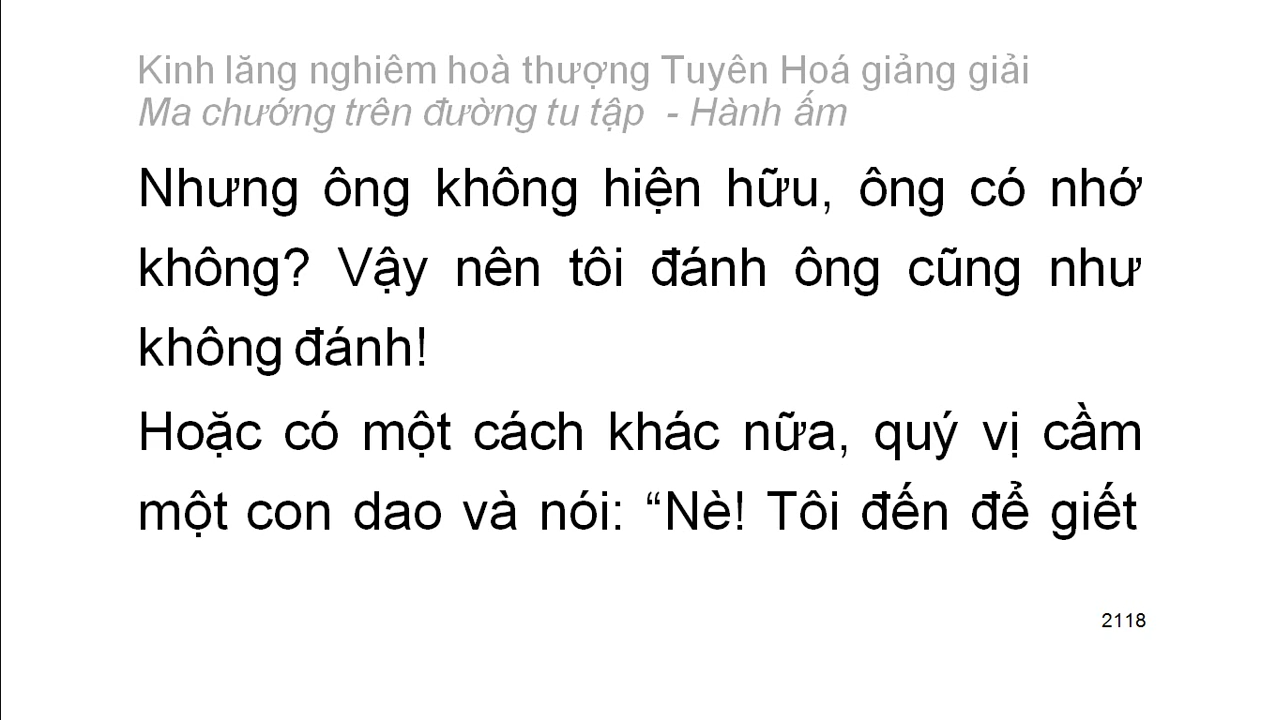 Kinh lăng nghiêm hoà thượng Tuyên Hoá giảng giải
Ma chướng trên đường tu tập - Hành ấm
Nhưng ông không hiện hữu, ông có nhớ
không? Vậy nên tôi đánh ông cũng như
không đánh!
Hoặc có một cách khác nữa, quý vị cầm
một con dao và nói: “Nè! Tôi đến để giết
2118